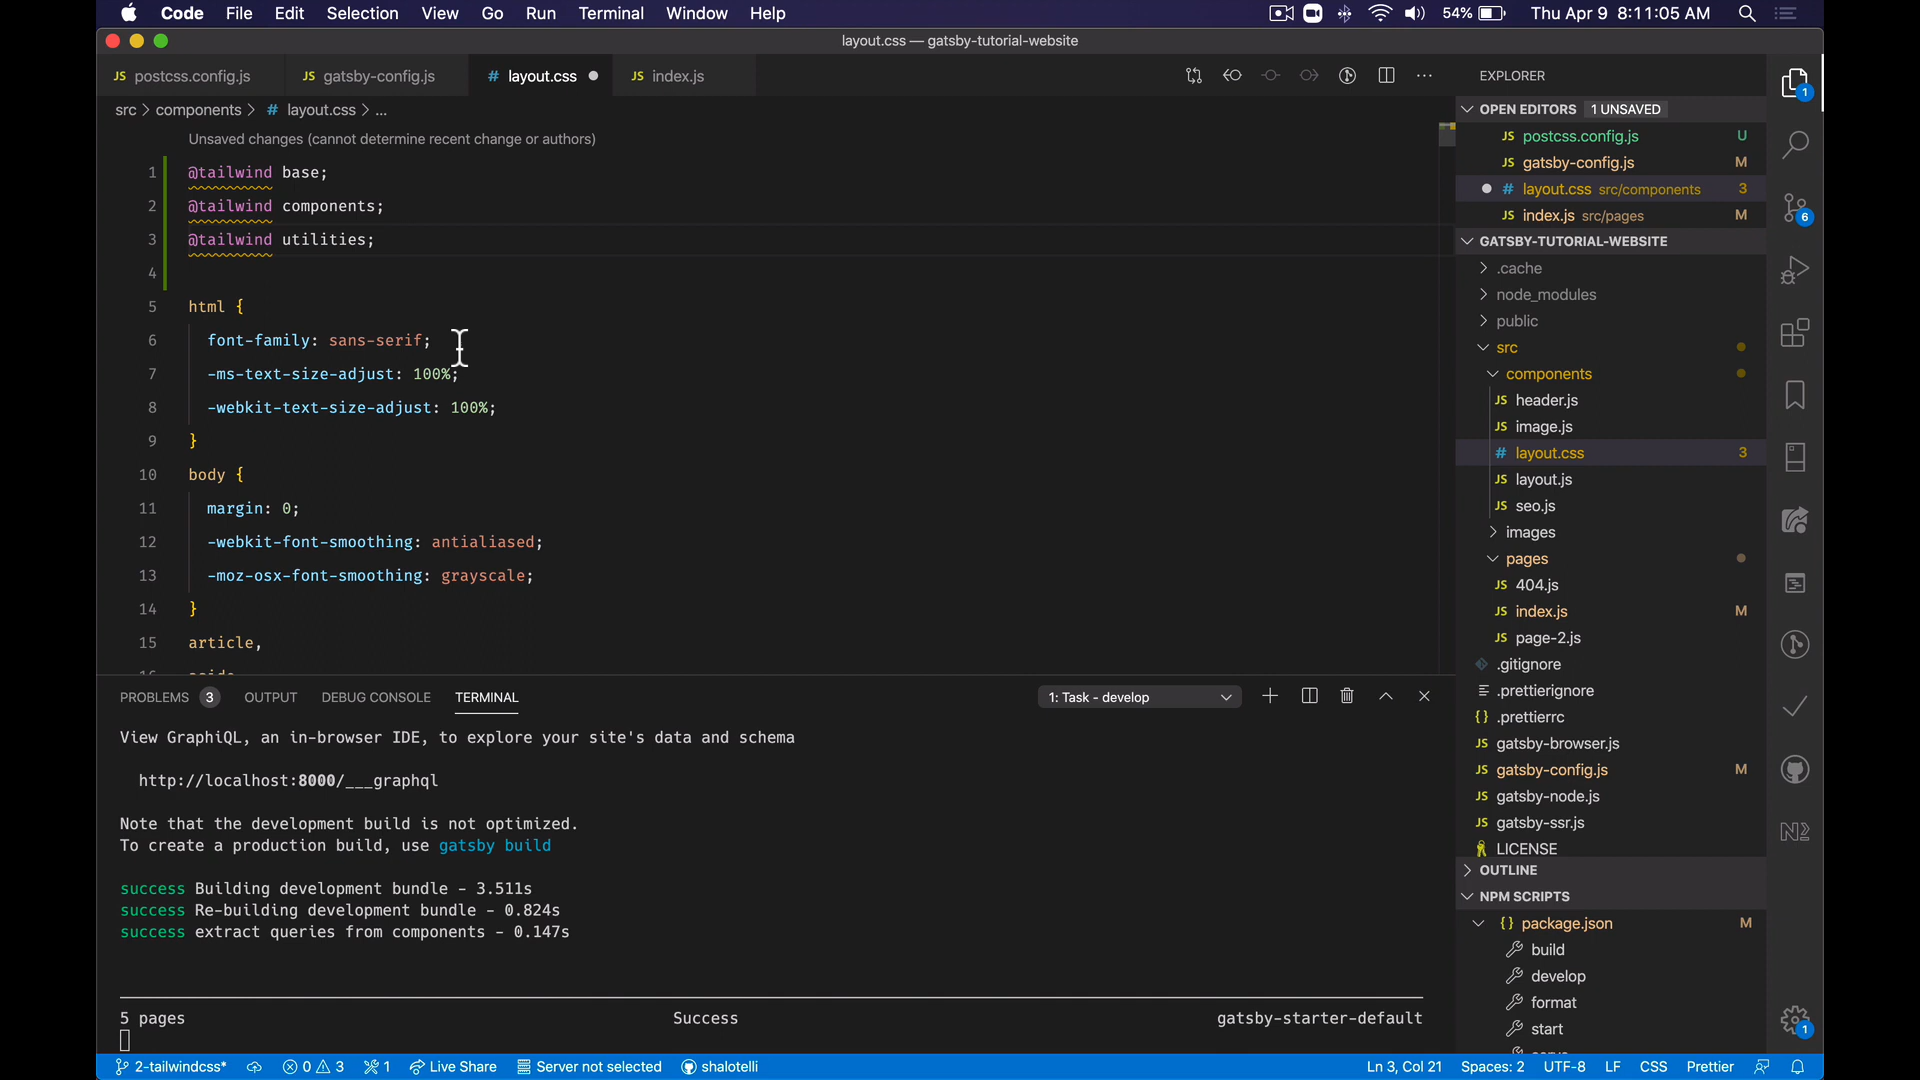 Code File Edit Selection View Go Run Terminal Window Help 54% Thu Apr 9 8:11:05 AM
layout.css — gatsby-tutorial-website
JS postcss.config.js JS gatsby-config.js # layout.css JS index.js
src > components > # layout.css > ...
Unsaved changes (cannot determine recent change or authors)
1 @tailwind base;
2 @tailwind components;
3 @tailwind utilities;
4
5 html {
6 font-family: sans-serif;
7 -ms-text-size-adjust: 100%;
8 -webkit-text-size-adjust: 100%;
9 }
10 body {
11 margin: 0;
12 -webkit-font-smoothing: antialiased;
13 -moz-osx-font-smoothing: grayscale;
14 }
15 article,
PROBLEMS 3 OUTPUT DEBUG CONSOLE TERMINAL 1: Task - develop
View GraphiQL, an in-browser IDE, to explore your site's data and schema
http://localhost:8000/___graphql
Note that the development build is not optimized.
To create a production build, use gatsby build
success Building development bundle - 3.511s
success Re-building development bundle - 0.824s
success extract queries from components - 0.147s
5 pages Success gatsby-starter-default
EXPLORER
OPEN EDITORS 1 UNSAVED
JS postcss.config.js U
JS gatsby-config.js M
# layout.css src/components 3
JS index.js src/pages M
GATSBY-TUTORIAL-WEBSITE
.cache
node_modules
public
src
components
JS header.js
JS image.js
# layout.css 3
JS layout.js
JS seo.js
images
pages
JS 404.js
JS index.js M
JS page-2.js
.gitignore
.prettierignore
{} .prettierrc
JS gatsby-browser.js
JS gatsby-config.js M
JS gatsby-node.js
JS gatsby-ssr.js
LICENSE
OUTLINE
NPM SCRIPTS
{} package.json M
build
develop
format
start
1
6
1
2-tailwindcss* 0 3 1 Live Share Server not selected shalotelli Ln 3, Col 21 Spaces: 2 UTF-8 LF CSS Prettier